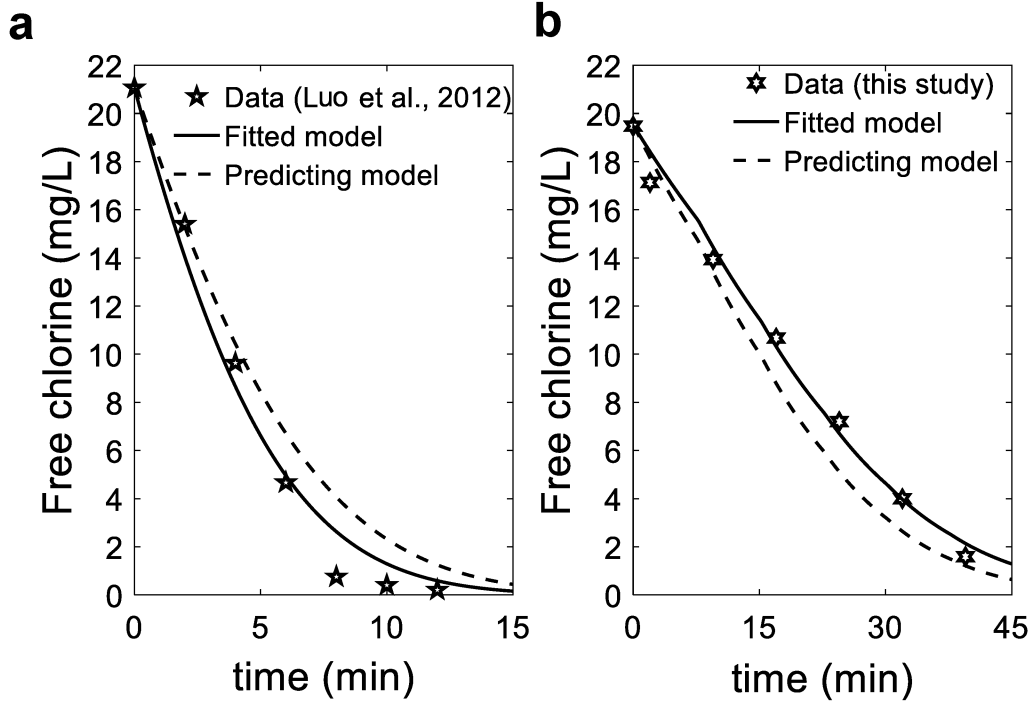 a
22
20
18
16
14
12
10
8
6
4
2
0
Free chlorine (mg/L)
Data (Luo et al., 2012)
Fitted model
Predicting model
0 5 10 15
time (min)
b
22
20
18
16
14
12
10
8
6
4
2
0
Free chlorine (mg/L)
Data (this study)
Fitted model
Predicting model
0 15 30 45
time (min)